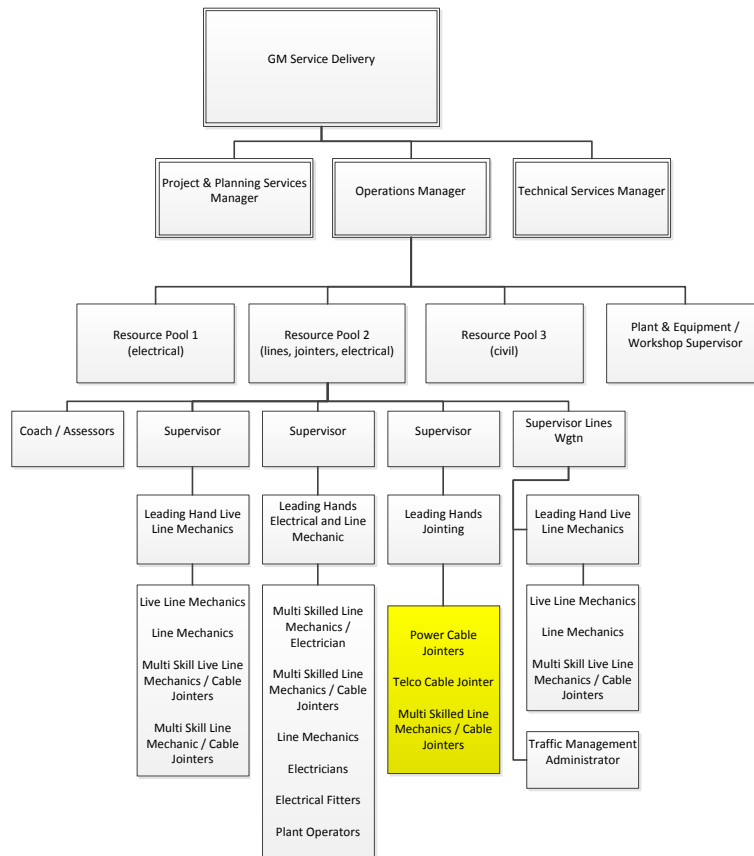 GM Service Delivery
Project & Planning Services
Manager
Operations Manager
Technical Services Manager
Resource Pool 1
(electrical)
Resource Pool 2
(lines, jointers, electrical)
Resource Pool 3
(civil)
Plant & Equipment /
Workshop Supervisor
Coach / Assessors
Supervisor
Supervisor
Supervisor
Supervisor Lines
Wgtn
Leading Hand Live
Line Mechanics
Leading Hands
Electrical and Line
Mechanic
Leading Hands
Jointing
Leading Hand Live
Line Mechanics
Live Line Mechanics
Line Mechanics
Multi Skill Live Line
Mechanics / Cable
Jointers
Multi Skill Line
Mechanic / Cable
Jointers
Multi Skilled Line
Mechanics /
Electrician
Multi Skilled Line
Mechanics / Cable
Jointers
Line Mechanics
Electricians
Electrical Fitters
Plant Operators
Power Cable
Jointers
Telco Cable Jointer
Multi Skilled Line
Mechanics / Cable
Jointers
Live Line Mechanics
Line Mechanics
Multi Skill Live Line
Mechanics / Cable
Jointers
Traffic Management
Administrator